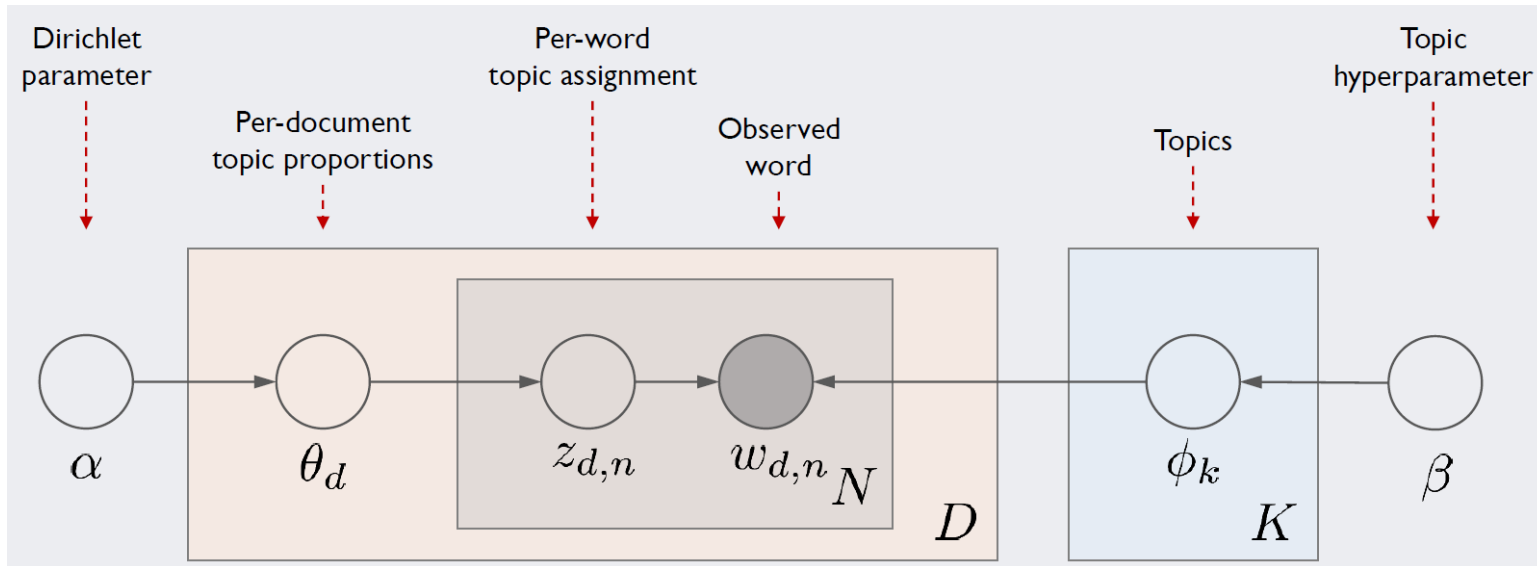 Dirichlet
parameter
Per-document
topic proportions
Per-word
topic assignment
Observed
word
Topics
Topic
hyperparameter
α
θ_d
z_{d,n}
w_{d,n}
N
D
ϕ_k
K
β